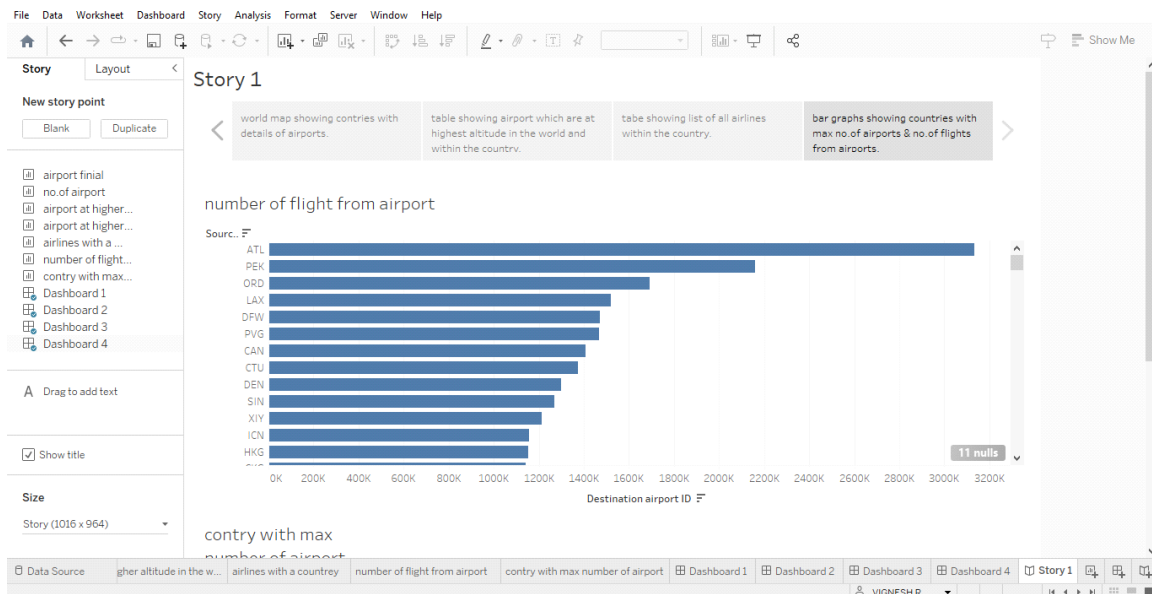 File Data Worksheet Dashboard Story Analysis Format Server Window Help
Show Me
Story Layout
New story point
Blank Duplicate
airport finial
no.of airport
airport at higher...
airport at higher...
airlines with a ...
number of flight...
contry with max...
Dashboard 1
Dashboard 2
Dashboard 3
Dashboard 4
A Drag to add text
Show title
Size
Story (1016 x 964)
Story 1
world map showing contries with
details of airports.
table showing airport which are at
highest altitude in the world and
within the country.
tabe showing list of all airlines
within the country.
bar graphs showing countries with
max no.of airports & no.of flights
from airports.
number of flight from airport
Sourc..
ATL
PEK
ORD
LAX
DFW
PVG
CAN
CTU
DEN
SIN
XIY
ICN
HKG
11 nulls
0K 200K 400K 600K 800K 1000K 1200K 1400K 1600K 1800K 2000K 2200K 2400K 2600K 2800K 3000K 3200K
Destination airport ID
contry with max
number of airport
Data Source gher altitude in the w... airlines with a countrey number of flight from airport contry with max number of airport Dashboard 1 Dashboard 2 Dashboard 3 Dashboard 4 Story 1
VIGNESH R